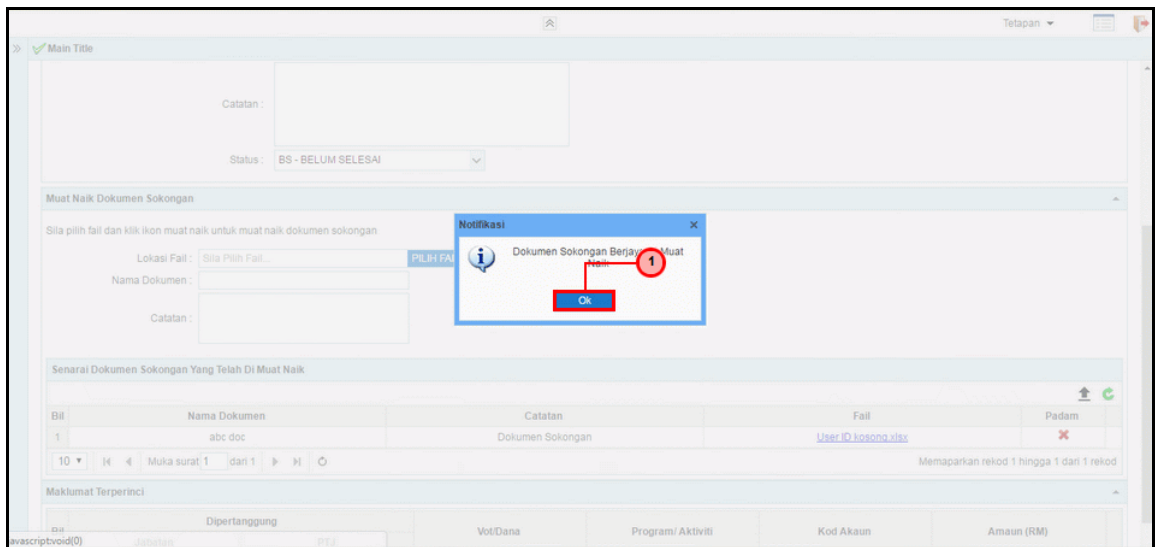 Tetapan
Main Title
Catatan :
Status : BS - BELUM SELESAI
Muat Naik Dokumen Sokongan
Sila pilih fail dan klik ikon muat naik untuk muat naik dokumen sokongan
Lokasi Fail : Sila Pilih Fail...
PILIH
Nama Dokumen :
Catatan :
Notifikasi
Dokumen Sokongan Muat
1
Ok
Senarai Dokumen Sokongan Yang Telah Di Muat Naik
Bil Nama Dokumen Catatan Fail Padam
1 abc doc Dokumen Sokongan User ID kosong.xlsx
10 Muka surat 1 dari 1 Memaparkan rekod 1 hingga 1 dari 1 rekod
Maklumat Terperinci
Bil Dipertanggung Vot/Dana Program/ Aktiviti Kod Akaun Amaun (RM)
Jabatan PTJ
avascript:void(0)